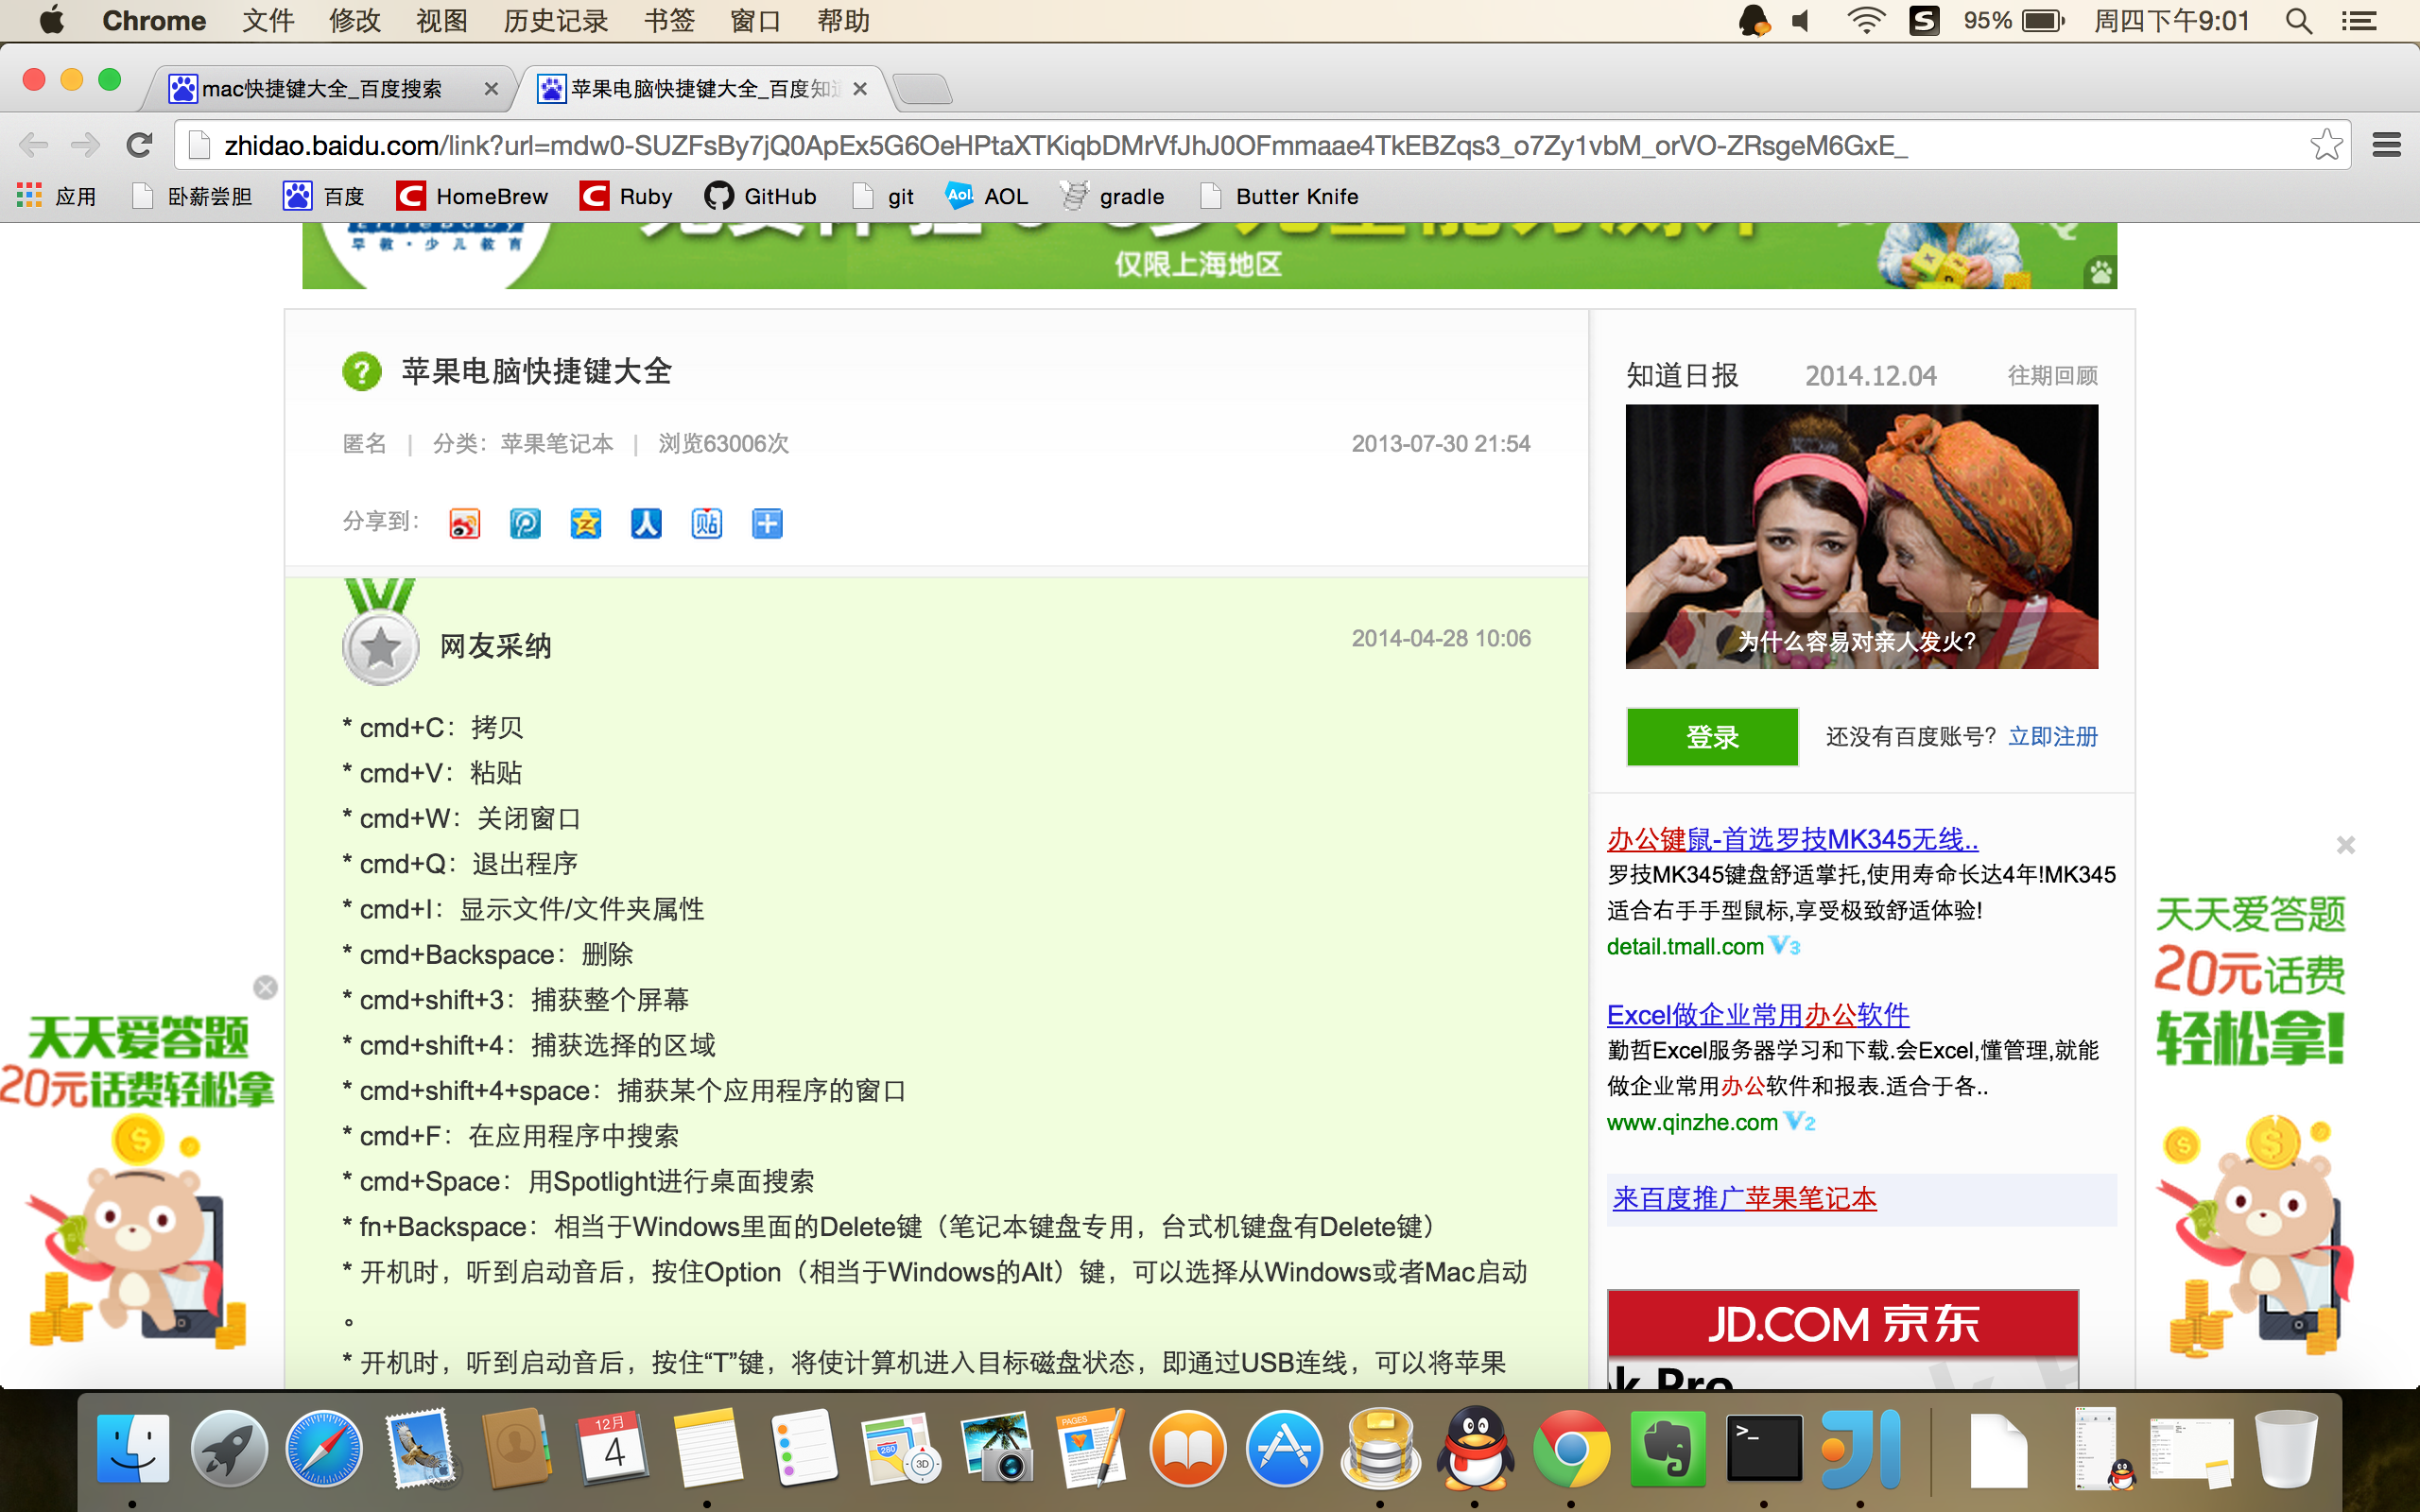 Chrome 文件 修改 视图 历史记录 书签 窗口 帮助 95% 周四下午9:01
mac快捷键大全_百度搜索
苹果电脑快捷键大全_百度知道
zhidao.baidu.com/link?url=mdw0-SUZFsBy7jQ0ApEx5G6OeHPtaXTKiqbDMrVfJhJ0OFmmaae4TkEBZqs3_o7Zy1vbM_orVO-ZRsgeM6GxE_
应用 卧薪尝胆 百度 HomeBrew Ruby GitHub git AOL gradle Butter Knife
早教·少儿教育
仅限上海地区
苹果电脑快捷键大全
匿名 | 分类：苹果笔记本 | 浏览63006次 2013-07-30 21:54
分享到：
网友采纳 2014-04-28 10:06
* cmd+C：拷贝
* cmd+V：粘贴
* cmd+W：关闭窗口
* cmd+Q：退出程序
* cmd+I：显示文件/文件夹属性
* cmd+Backspace：删除
* cmd+shift+3：捕获整个屏幕
* cmd+shift+4：捕获选择的区域
* cmd+shift+4+space：捕获某个应用程序的窗口
* cmd+F：在应用程序中搜索
* cmd+Space：用Spotlight进行桌面搜索
* fn+Backspace：相当于Windows里面的Delete键（笔记本键盘专用，台式机键盘有Delete键）
* 开机时，听到启动音后，按住Option（相当于Windows的Alt）键，可以选择从Windows或者Mac启动
。
* 开机时，听到启动音后，按住“T”键，将使计算机进入目标磁盘状态，即通过USB连线，可以将苹果
知道日报 2014.12.04 往期回顾
为什么容易对亲人发火?
登录 还没有百度账号？ 立即注册
办公键鼠-首选罗技MK345无线..
罗技MK345键盘舒适掌托,使用寿命长达4年!MK345
适合右手手型鼠标,享受极致舒适体验!
detail.tmall.com V3
Excel做企业常用办公软件
勤哲Excel服务器学习和下载.会Excel,懂管理,就能
做企业常用办公软件和报表.适合于各..
www.qinzhe.com V2
来百度推广苹果笔记本
JD.COM 京东
天天爱答题
20元话费轻松拿
天天爱答题
20元话费
轻松拿!
12月
4
280
3D
PAGES